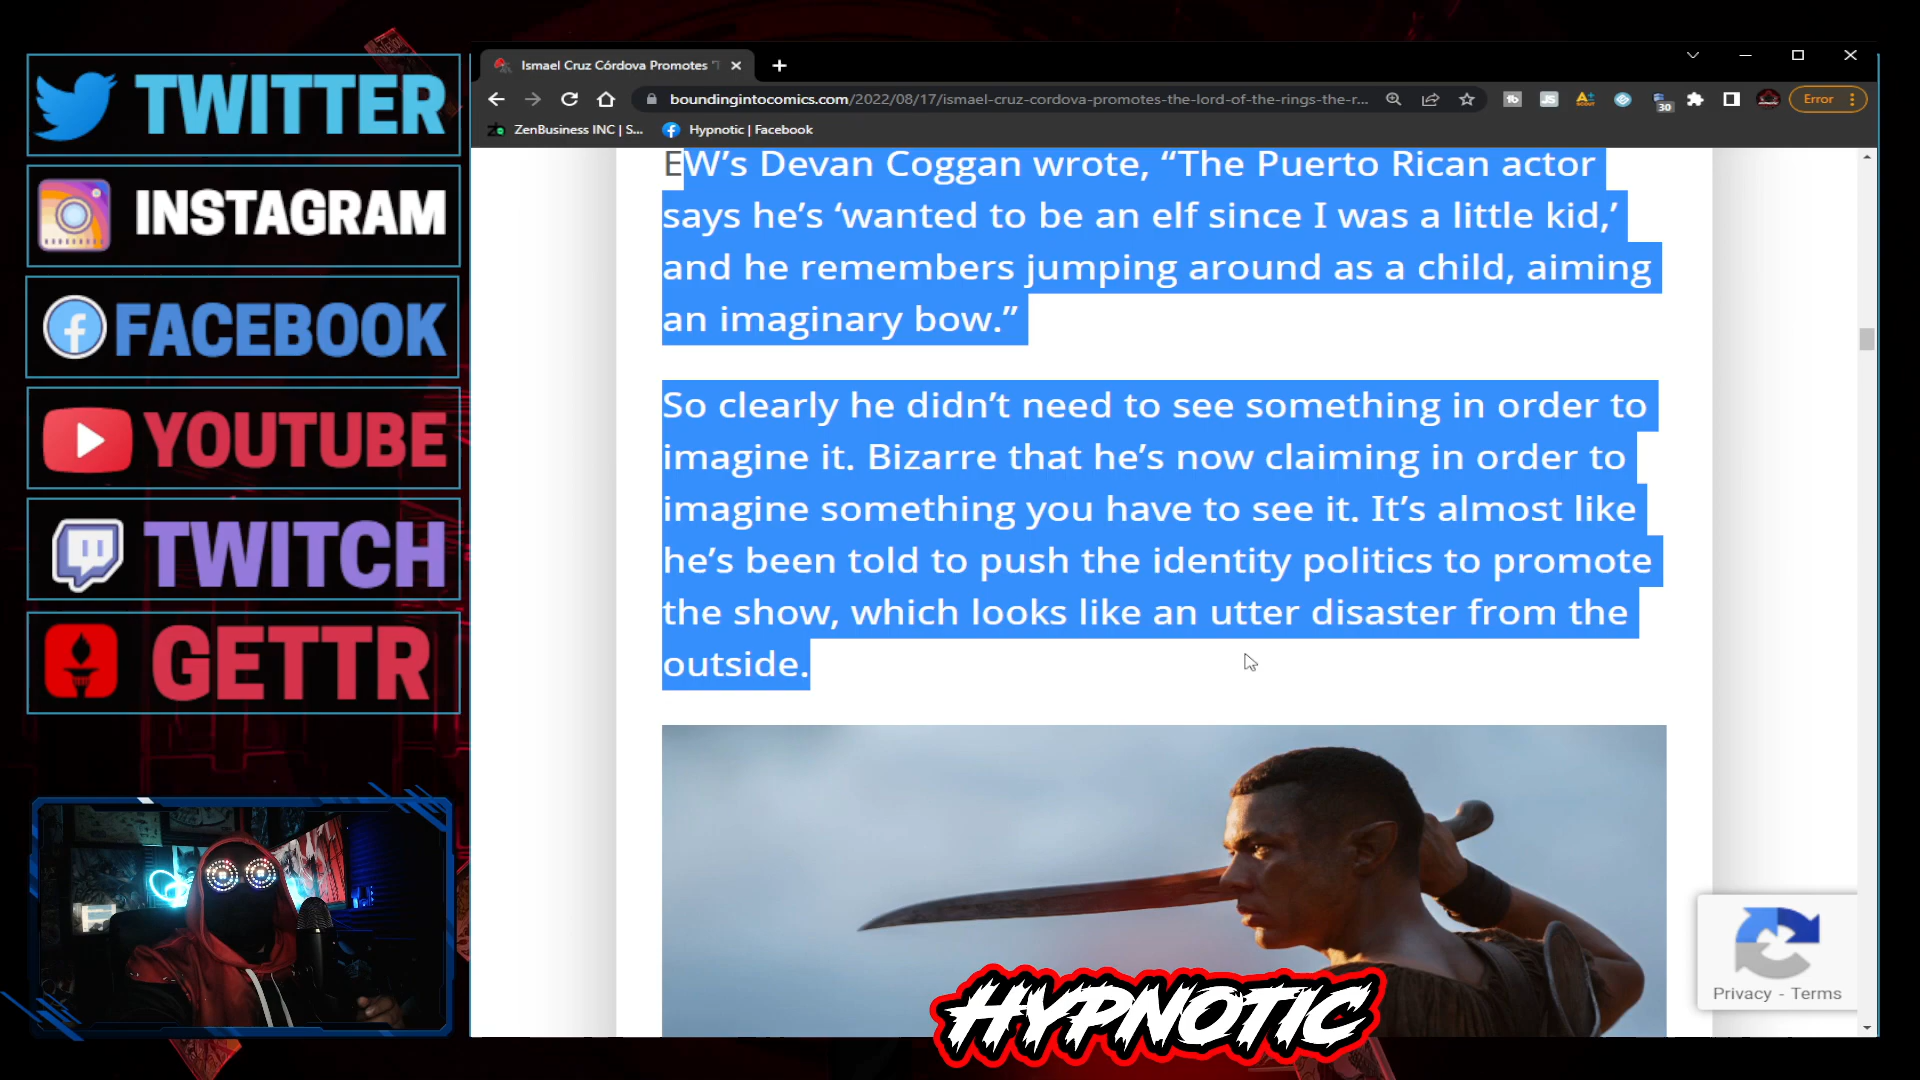 TWITTER
INSTAGRAM
FACEBOOK
YOUTUBE
TWITCH
GETTR
Ismael Cruz Córdova Promotes
boundingintocomics.com/2022/08/17/ismael-cruz-cordova-promotes-the-lord-of-the-rings-the-r...
30
Error
ZenBusiness INC | S...
Hypnotic | Facebook
EW's Devan Coggan wrote, “The Puerto Rican actor
says he's ‘wanted to be an elf since I was a little kid,’
and he remembers jumping around as a child, aiming
an imaginary bow.”
So clearly he didn’t need to see something in order to
imagine it. Bizarre that he’s now claiming in order to
imagine something you have to see it. It’s almost like
he’s been told to push the identity politics to promote
the show, which looks like an utter disaster from the
outside.
Privacy - Terms
HYPNOTIC